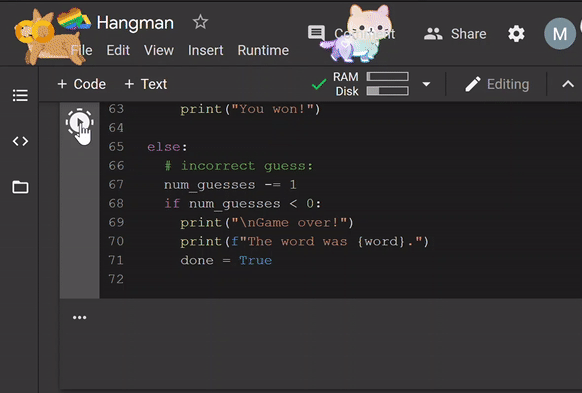 Hangman
File Edit View Insert Runtime
Share
M
+ Code + Text
RAM
Disk
Editing
63 print("You won!")
64
65 else:
66 # incorrect guess:
67 num_guesses -= 1
68 if num_guesses < 0:
69 print("\nGame over!")
70 print(f"The word was {word}.")
71 done = True
72